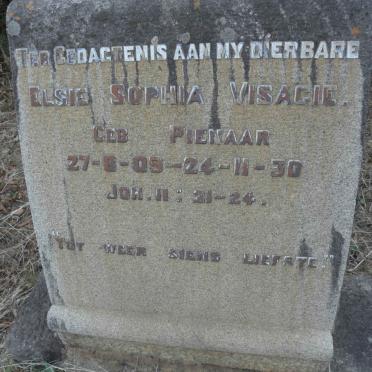 TER GEDACTENIS AAN MY DIERBARE
ELSIE SOPHIA VISAGIE.
GEB PIENAAR
27-6-09-24-11-30
JOH. 11 : 21-24.
"TOT WEER SIENS LIEFSTE."